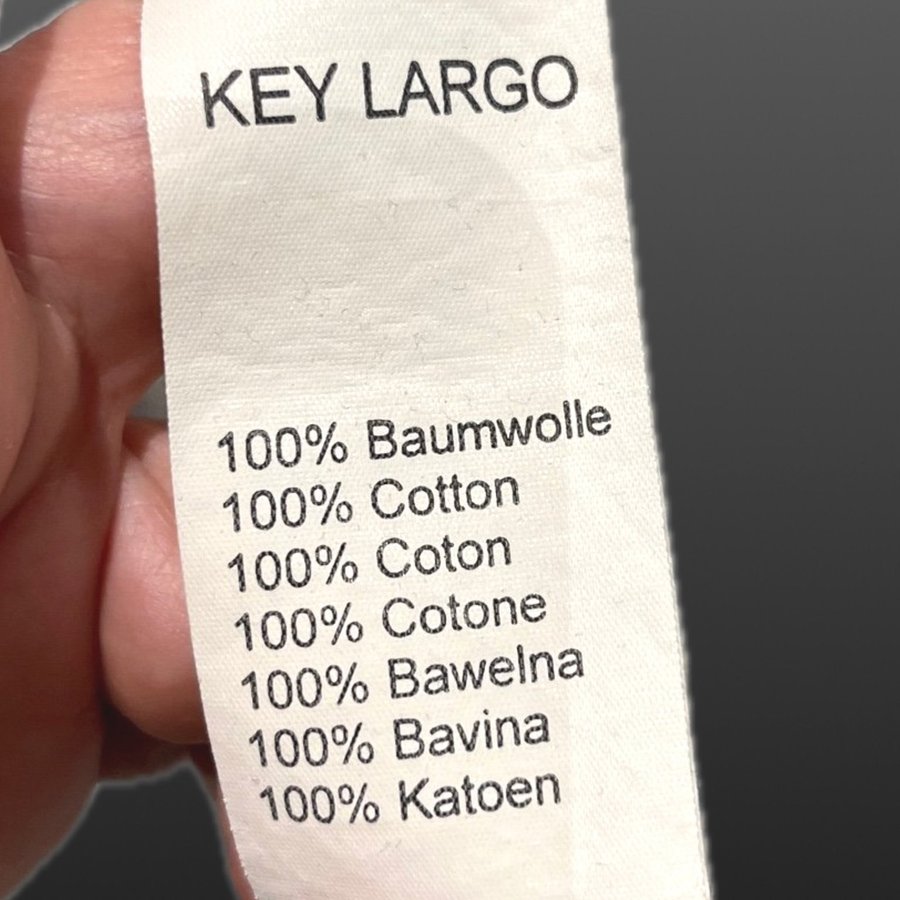 KEY LARGO
100% Baumwolle
100% Cotton
100% Coton
100% Cotone
100% Bawelna
100% Bavina
100% Katoen